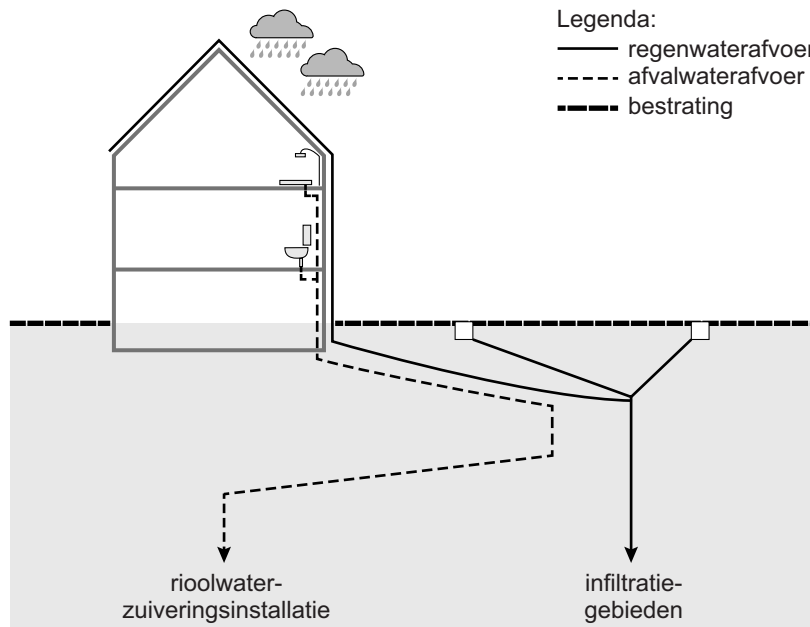 Legenda:
regenwaterafvoer
afvalwaterafvoer
bestrating
rioolwater-
zuiveringsinstallatie
infiltratie-
gebieden